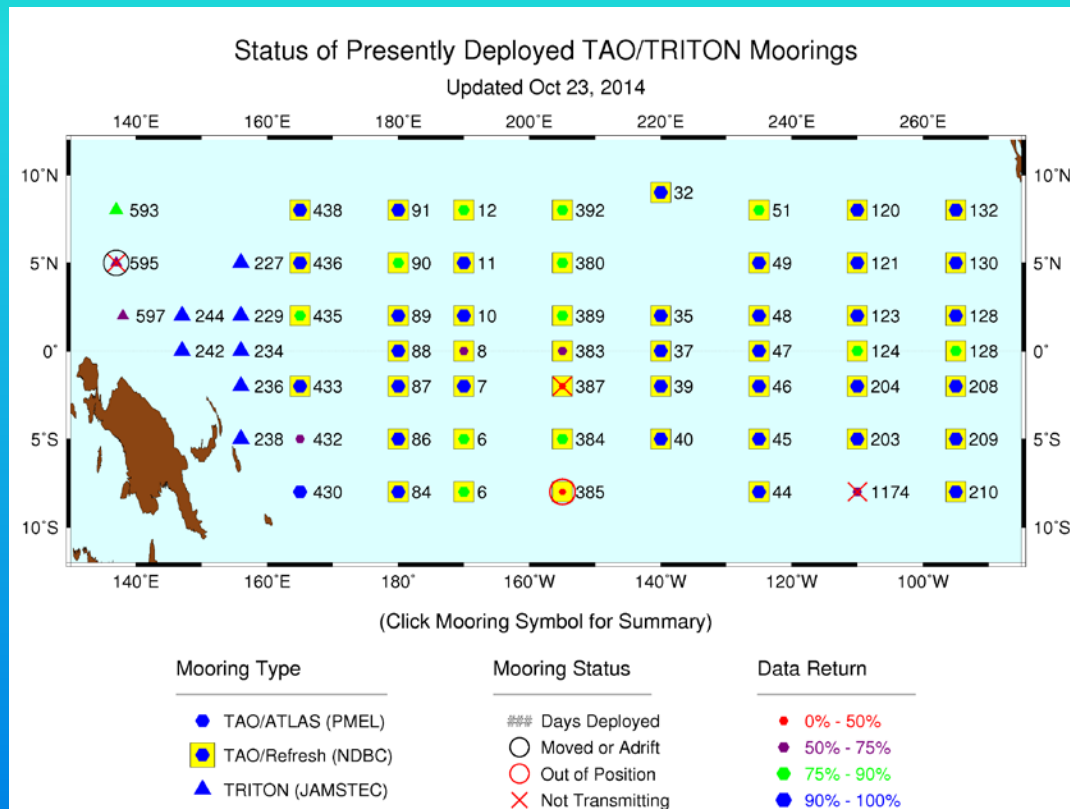 Status of Presently Deployed TAO/TRITON Moorings
Updated Oct 23, 2014
140˚E 160˚E 180˚ 200˚ 220˚ 240˚ 260˚
32
10˚N 10˚N
593 438 91 12 392 51 120 132
5˚N 595 227 436 90 11 380 49 121 130 5˚N
597 244 229 435 89 10 389 35 48 123 128
0˚ 242 234 88 8 383 37 47 124 128 0˚
236 433 87 7 387 39 46 204 208
5˚S 238 432 86 6 384 40 45 203 209 5˚S
430 84 6 385 44 1174 210
10˚S 10˚S
140˚E 160˚E 180˚ 160˚W 140˚W 120˚W 100˚W
(Click Mooring Symbol for Summary)
Mooring Type Mooring Status Data Return
TAO/ATLAS (PMEL) ### Days Deployed 0% - 50%
TAO/Refresh (NDBC) Moved or Adrift 50% - 75%
TRITON (JAMSTEC) Out of Position 75% - 90%
Not Transmitting 90% - 100%